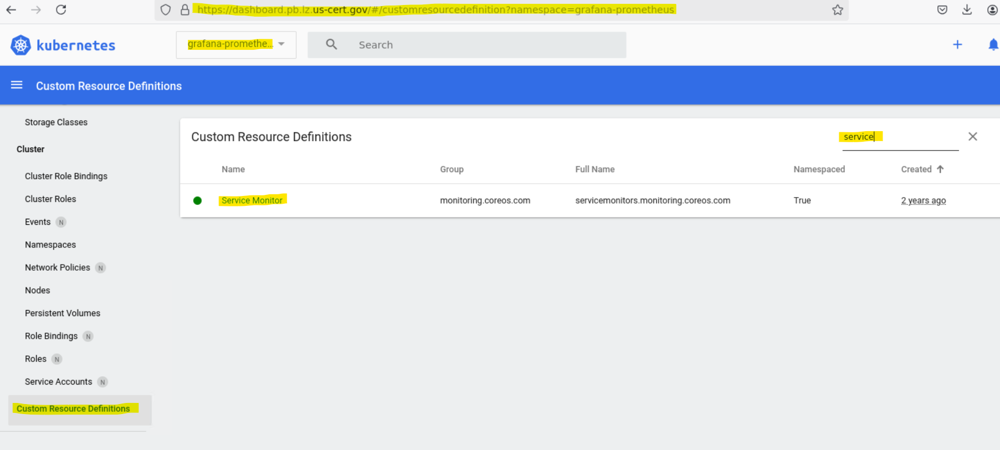 https://dashboard.pb.lz.us-cert.gov/#/customresourcedefinition?namespace=grafana-prometheus
kubernetes
grafana-promethe...
Search
Custom Resource Definitions
Storage Classes
Cluster
Cluster Role Bindings
Cluster Roles
Events N
Namespaces
Network Policies N
Nodes
Persistent Volumes
Role Bindings N
Roles N
Service Accounts N
Custom Resource Definitions
Custom Resource Definitions
service
Name Group Full Name Namespaced Created
Service Monitor monitoring.coreos.com servicemonitors.monitoring.coreos.com True 2 years ago